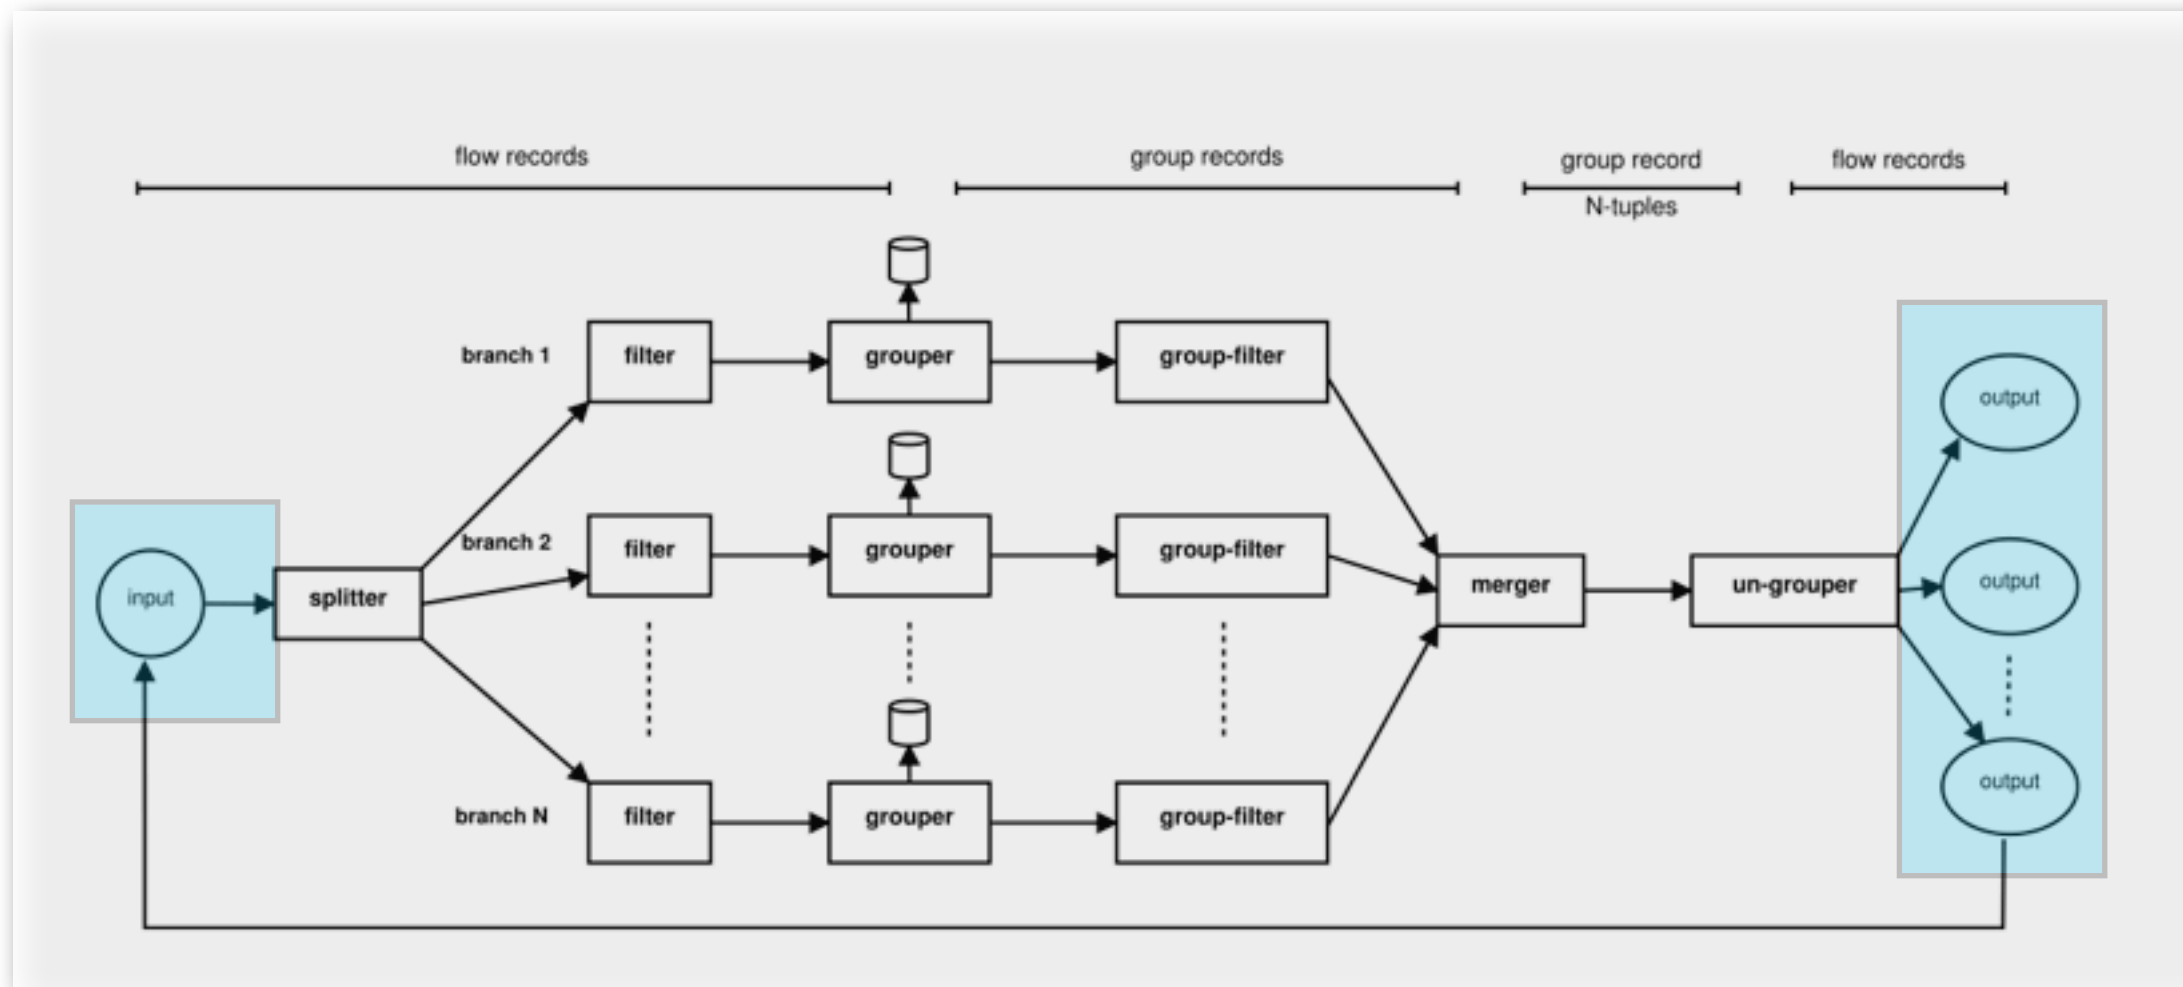 flow records
group records
group record
N-tuples
flow records
branch 1
filter
grouper
group-filter
output
branch 2
filter
grouper
group-filter
input
splitter
merger
un-grouper
output
branch N
filter
grouper
group-filter
output